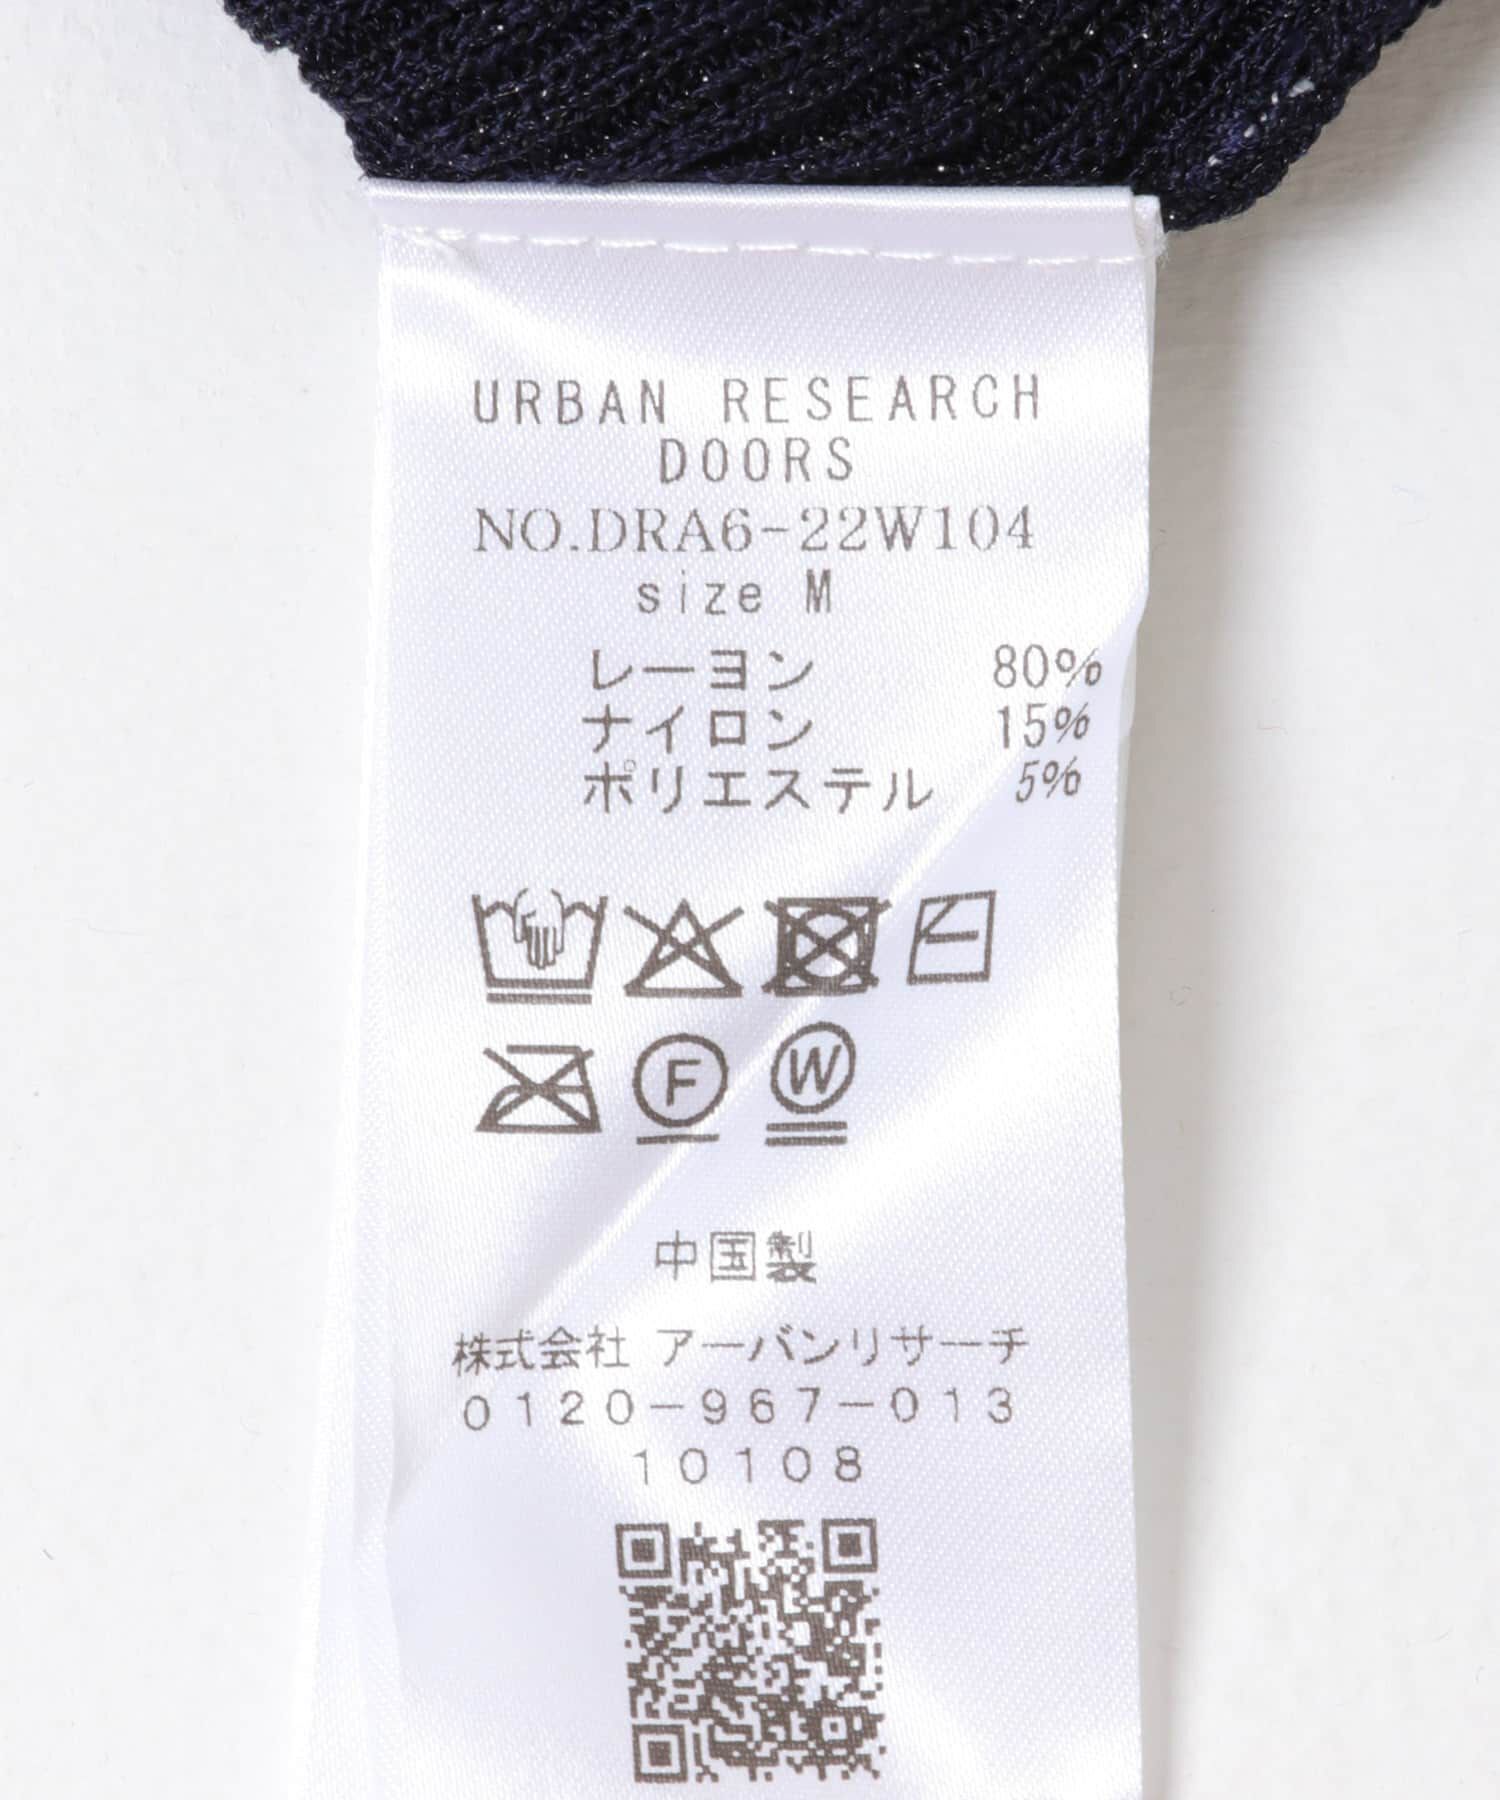 URBAN RESEARCH
DOORS
NO.DRA6-22W104
size M
レーヨン 80%
ナイロン 15%
ポリエステル 5%
F W
中国製
株式会社 アーバンリサーチ
0120-967-013
10108